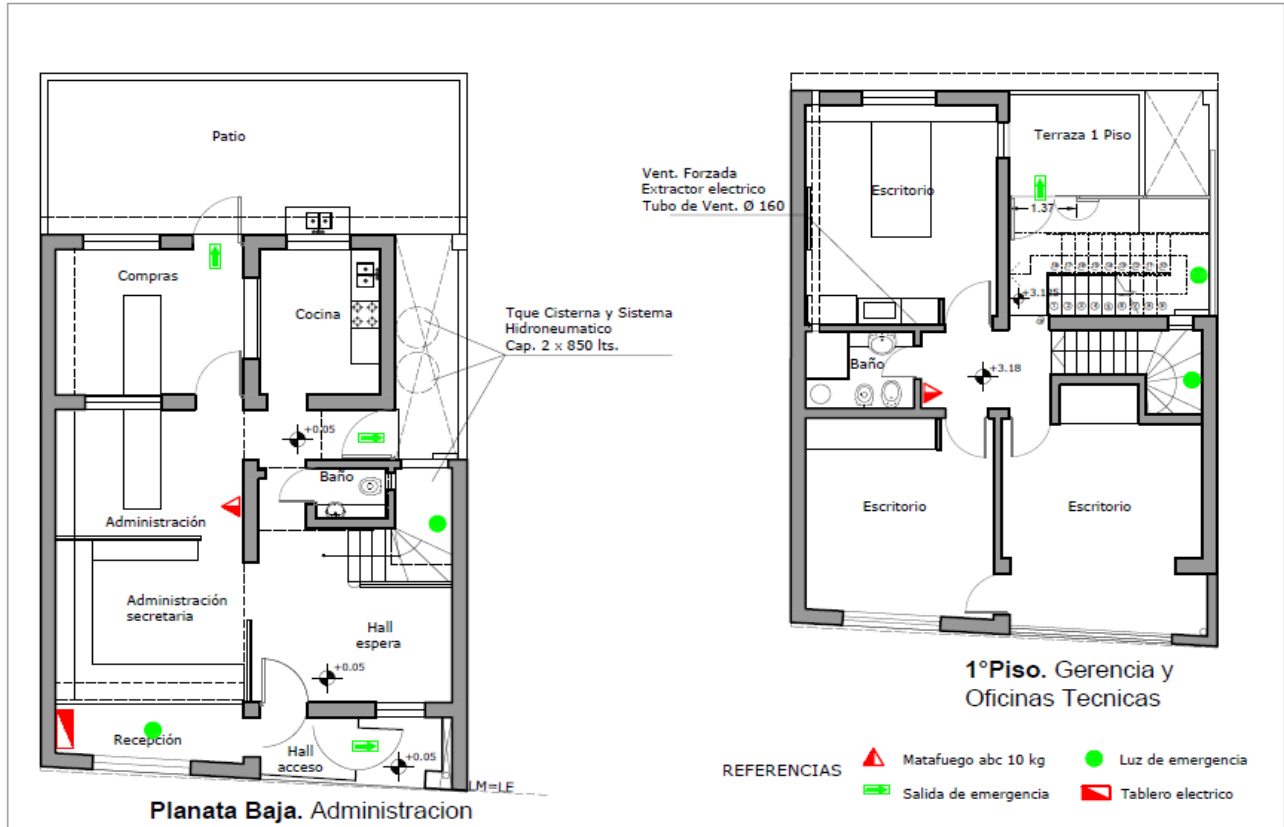 Patio
Compras
Cocina
Tque Cisterna y Sistema
Hidroneumatico
Cap. 2 x 850 lts.
+0.05
Baño
Administración
Administración
secretaria
Hall
espera
+0.05
Recepción
Hall
acceso
+0.05
LM=LE
Planata Baja. Administracion
Vent. Forzada
Extractor electrico
Tubo de Vent. Ø 160
Escritorio
Terraza 1 Piso
1.37
Baño
+3.18
Escritorio
Escritorio
1°Piso. Gerencia y
Oficinas Tecnicas
REFERENCIAS
Matafuego abc 10 kg
Luz de emergencia
Salida de emergencia
Tablero electrico